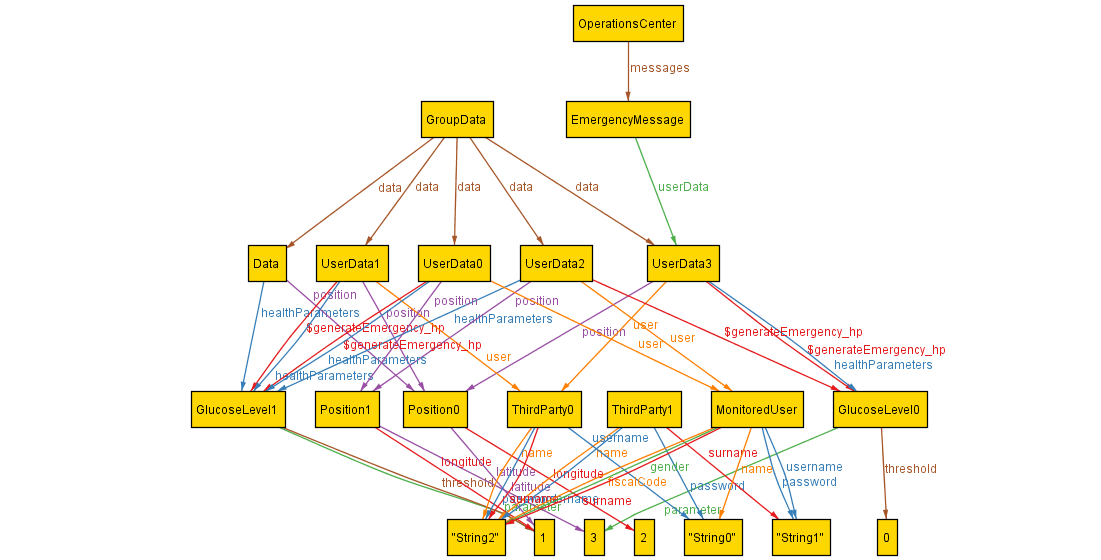 OperationsCenter
messages
GroupData
EmergencyMessage
data
data
data
data
data
userData
Data
UserData1
UserData0
UserData2
UserData3
position
position
position
position
healthParameters
healthParameters
$generateEmergency_hp
user
position
user
user
$generateEmergency_hp
$generateEmergency_hp
$generateEmergency_hp
healthParameters
user
healthParameters
healthParameters
GlucoseLevel1
Position1
Position0
ThirdParty0
ThirdParty1
MonitoredUser
GlucoseLevel0
username
name
name
surname
longitude
latitude
longitude
gender
name
username
threshold
threshold
latitude
fiscalCode
password
password
surname
parameter
parameter
"String2"
1
3
2
"String0"
"String1"
0